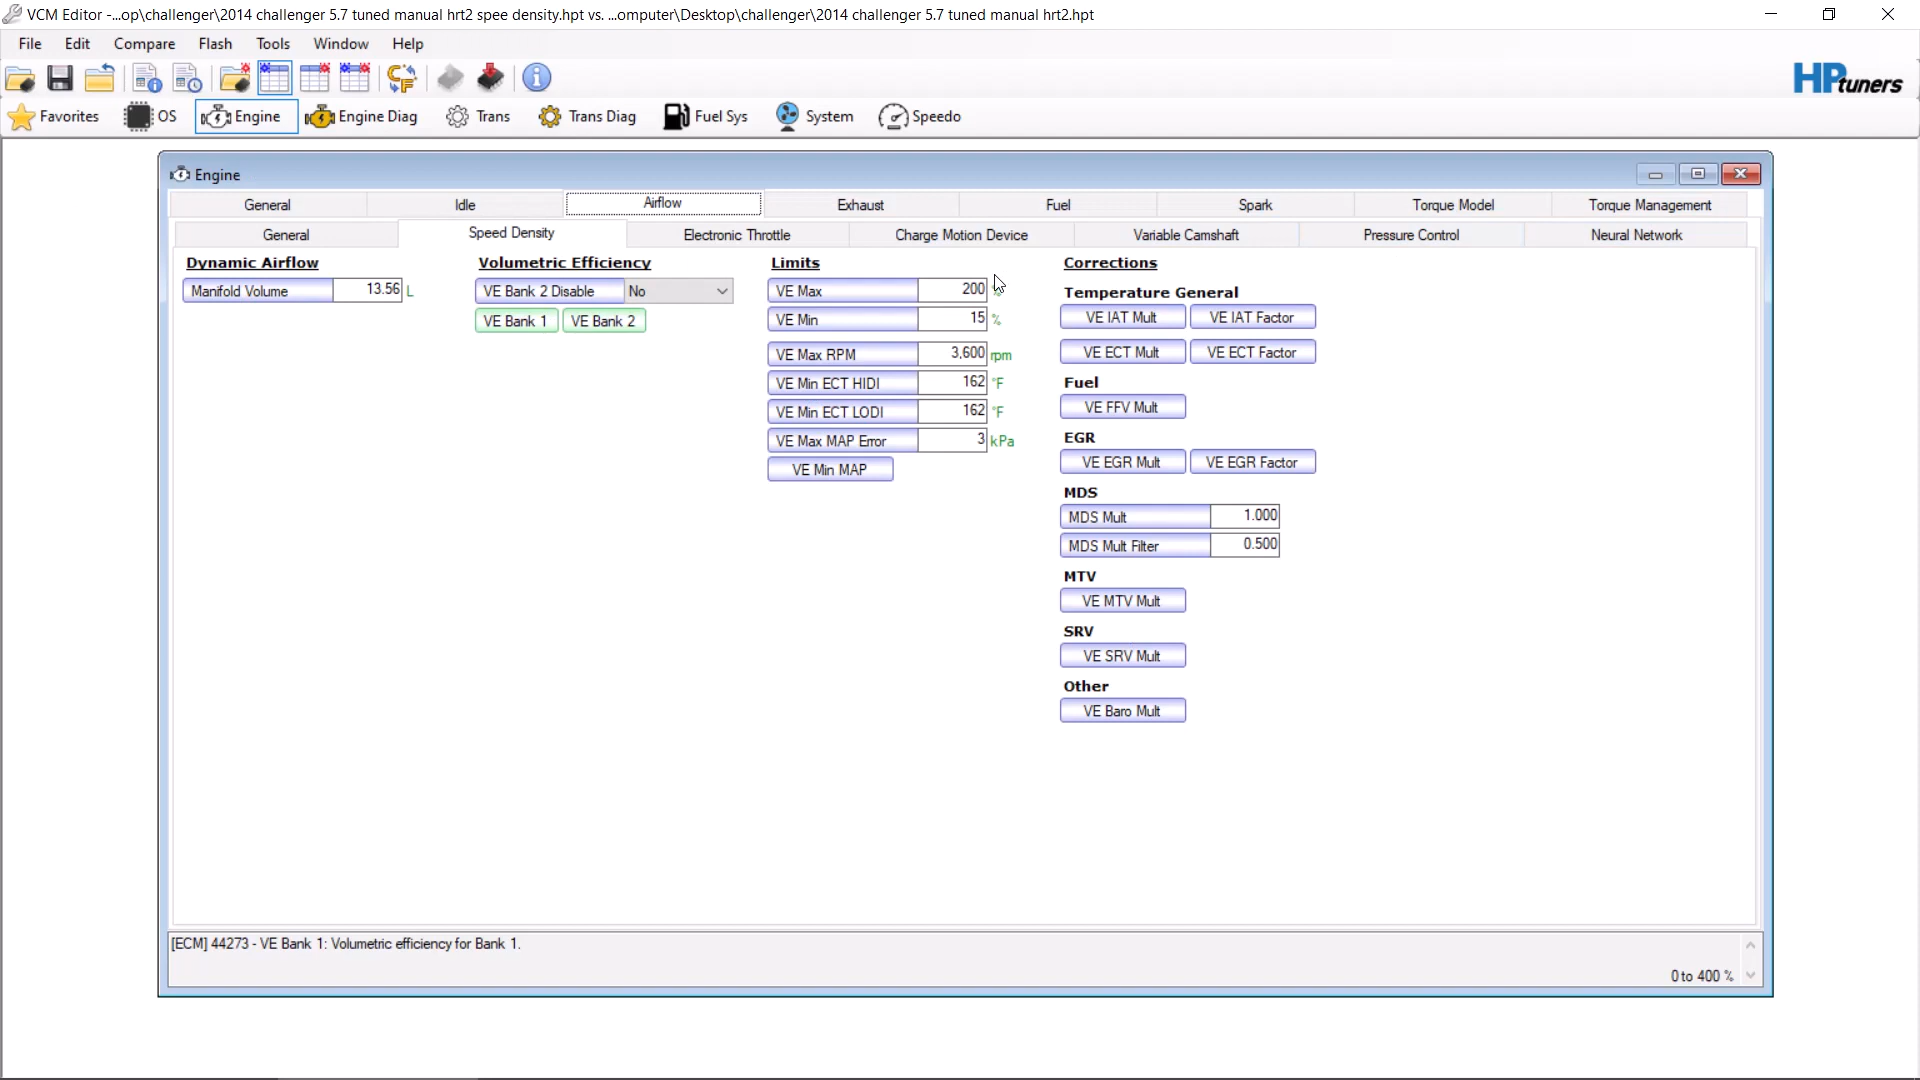 VCM Editor -...op\challenger\2014 challenger 5.7 tuned manual hrt2 spee density.hpt vs. ...omputer\Desktop\challenger\2014 challenger 5.7 tuned manual hrt2.hpt
File Edit Compare Flash Tools Window Help
HPtuners
Favorites OS Engine Engine Diag Trans Trans Diag Fuel Sys System Speedo
Engine
General Idle Airflow Exhaust Fuel Spark Torque Model Torque Management
General Speed Density Electronic Throttle Charge Motion Device Variable Camshaft Pressure Control Neural Network
Dynamic Airflow
Manifold Volume 13.56 L
Volumetric Efficiency
VE Bank 2 Disable No
VE Bank 1 VE Bank 2
Limits
VE Max 200 %
VE Min 15 %
VE Max RPM 3,600 rpm
VE Min ECT HIDI 162 °F
VE Min ECT LODI 162 °F
VE Max MAP Error 3 kPa
VE Min MAP
Corrections
Temperature General
VE IAT Mult VE IAT Factor
VE ECT Mult VE ECT Factor
Fuel
VE FFV Mult
EGR
VE EGR Mult VE EGR Factor
MDS
MDS Mult 1.000
MDS Mult Filter 0.500
MTV
VE MTV Mult
SRV
VE SRV Mult
Other
VE Baro Mult
[ECM] 44273 - VE Bank 1: Volumetric efficiency for Bank 1.
0 to 400 %